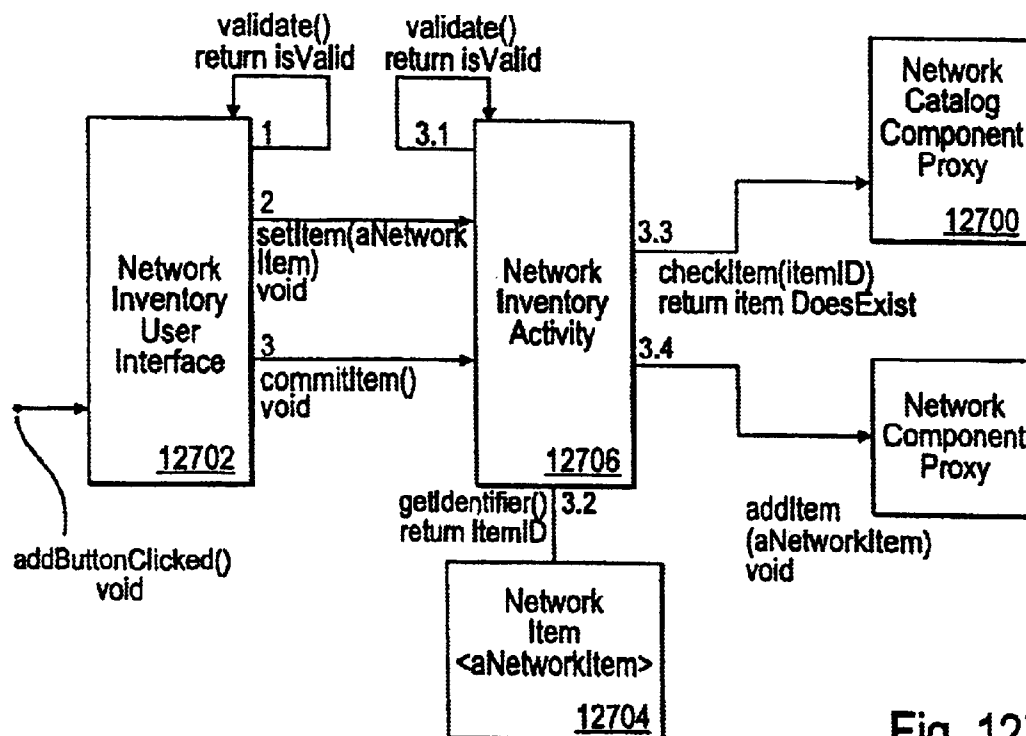 validate()
return isValid
validate()
return isValid
Network
Catalog
Component
Proxy
12700
1
3.1
2
setItem(aNetwork
Item)
void
Network
Inventory
User
Interface
3
commitItem()
void
12702
Network
Inventory
Activity
12706
3.3
checkItem(itemID)
return item DoesExist
3.4
Network
Component
Proxy
addButtonClicked()
void
getIdentifier()
return ItemID
3.2
addItem
(aNetworkItem)
void
Network
Item
<aNetworkItem>
12704
Fig.